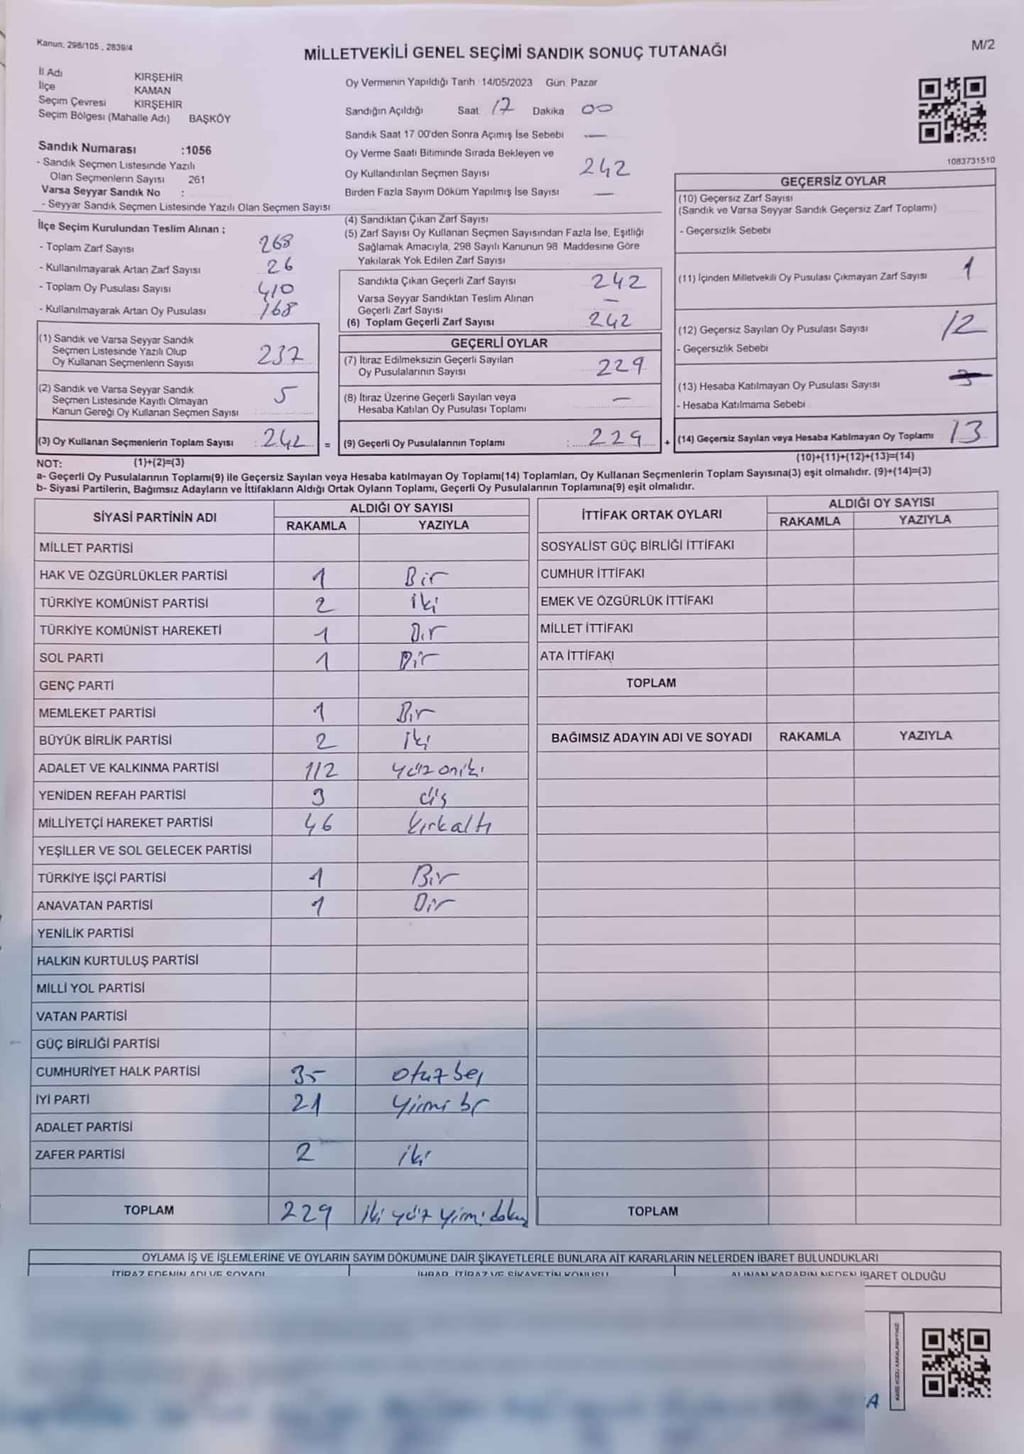 Kanun, 298/105 , 2839/4
MİLLETVEKİLİ GENEL SEÇİMİ SANDIK SONUÇ TUTANAĞI
M/2
İl Adı KIRŞEHİR
İlçe KAMAN
Seçim Çevresi KIRŞEHİR
Seçim Bölgesi (Mahalle Adı) BAŞKÖY
Sandık Numarası :1056
- Sandık Seçmen Listesinde Yazılı
Olan Seçmenlerin Sayısı 261
Varsa Seyyar Sandık No :
- Seyyar Sandık Seçmen Listesinde Yazılı Olan Seçmen Sayısı
Oy Vermenin Yapıldığı Tarih 14/05/2023 Gün Pazar
Sandığın Açıldığı Saat 17 Dakika 00
Sandık Saat 17 00'den Sonra Açımış İse Sebebi —
Oy Verme Saati Bitiminde Sırada Bekleyen ve
Oy Kullandırılan Seçmen Sayısı 242
Birden Fazla Sayım Döküm Yapılmış İse Sayısı —
1083731510
İlçe Seçim Kurulundan Teslim Alınan ;
- Toplam Zarf Sayısı 268
- Kullanılmayarak Artan Zarf Sayısı 26
- Toplam Oy Pusulası Sayısı 410
- Kullanılmayarak Artan Oy Pusulası 168
(1) Sandık ve Varsa Seyyar Sandık
Seçmen Listesinde Yazılı Olup
Oy Kullanan Seçmenlerin Sayısı 237
(2) Sandık ve Varsa Seyyar Sandık
Seçmen Listesinde Kayıtlı Olmayan
Kanun Gereği Oy Kullanan Seçmen Sayısı 5
(3) Oy Kullanan Seçmenlerin Toplam Sayısı : 242 =
(1)+(2)=(3)
(4) Sandıktan Çıkan Zarf Sayısı
(5) Zarf Sayısı Oy Kullanan Seçmen Sayısından Fazla İse, Eşitliği
Sağlamak Amacıyla, 298 Sayılı Kanunun 98 Maddesine Göre
Yakılarak Yok Edilen Zarf Sayısı
Sandıkta Çıkan Geçerli Zarf Sayısı 242
Varsa Seyyar Sandıktan Teslim Alınan
Geçerli Zarf Sayısı —
(6) Toplam Geçerli Zarf Sayısı 242
GEÇERLİ OYLAR
(7) İtiraz Edilmeksizin Geçerli Sayılan
Oy Pusulalarının Sayısı 229
(8) İtiraz Üzerine Geçerli Sayılan veya
Hesaba Katılan Oy Pusulası Toplamı —
(9) Geçerli Oy Pusulalarının Toplamı : 229 +
GEÇERSİZ OYLAR
(10) Geçersiz Zarf Sayısı
(Sandık ve Varsa Seyyar Sandık Geçersiz Zarf Toplamı)
- Geçersizlik Sebebi
(11) İçinden Milletvekili Oy Pusulası Çıkmayan Zarf Sayısı 1
(12) Geçersiz Sayılan Oy Pusulası Sayısı 12
- Geçersizlik Sebebi
(13) Hesaba Katılmayan Oy Pusulası Sayısı
- Hesaba Katılmama Sebebi
(14) Geçersiz Sayılan veya Hesaba Katılmayan Oy Toplamı 13
(10)+(11)+(12)+(13)=(14)
NOT:
a- Geçerli Oy Pusulalarının Toplamı(9) ile Geçersiz Sayılan veya Hesaba katılmayan Oy Toplamı(14) Toplamları, Oy Kullanan Seçmenlerin Toplam Sayısına(3) eşit olmalıdır. (9)+(14)=(3)
b- Siyasi Partilerin, Bağımsız Adayların ve İttifakların Aldığı Ortak Oyların Toplamı, Geçerli Oy Pusulalarının Toplamına(9) eşit olmalıdır.
SİYASİ PARTİNİN ADI ALDIĞI OY SAYISI
RAKAMLA YAZIYLA
MİLLET PARTİSİ
HAK VE ÖZGÜRLÜKLER PARTİSİ 1 Bir
TÜRKİYE KOMÜNİST PARTİSİ 2 iki
TÜRKİYE KOMÜNİST HAREKETİ 1 Bir
SOL PARTİ 1 Bir
GENÇ PARTİ
MEMLEKET PARTİSİ 1 Bir
BÜYÜK BİRLİK PARTİSİ 2 iki
ADALET VE KALKINMA PARTİSİ 112 yüz oniki
YENİDEN REFAH PARTİSİ 3 üç
MİLLİYETÇİ HAREKET PARTİSİ 46 kırkaltı
YEŞİLLER VE SOL GELECEK PARTİSİ
TÜRKİYE İŞÇİ PARTİSİ 1 Bir
ANAVATAN PARTİSİ 1 Bir
YENİLİK PARTİSİ
HALKIN KURTULUŞ PARTİSİ
MİLLİ YOL PARTİSİ
VATAN PARTİSİ
GÜÇ BİRLİĞİ PARTİSİ
CUMHURİYET HALK PARTİSİ 35 otuzbeş
İYİ PARTİ 21 Yirmi br
ADALET PARTİSİ
ZAFER PARTİSİ 2 iki
TOPLAM 229 iki yüz yirmi dokuz
İTTİFAK ORTAK OYLARI ALDIĞI OY SAYISI
RAKAMLA YAZIYLA
SOSYALİST GÜÇ BİRLİĞİ İTTİFAKI
CUMHUR İTTİFAKI
EMEK VE ÖZGÜRLÜK İTTİFAKI
MİLLET İTTİFAKI
ATA İTTİFAKI
TOPLAM
BAĞIMSIZ ADAYIN ADI VE SOYADI RAKAMLA YAZIYLA
TOPLAM
OYLAMA İŞ VE İŞLEMLERİNE VE OYLARIN SAYIM DÖKÜMÜNE DAİR ŞİKAYETLERLE BUNLARA AİT KARARLARIN NELERDEN İBARET BULUNDUKLARI
İTİRAZ EDENİN ADI VE SOYADI İHBAR, İTİRAZ VE ŞİKAYETİN KONUSU ALINAN KARARIN NEDEN İBARET OLDUĞU